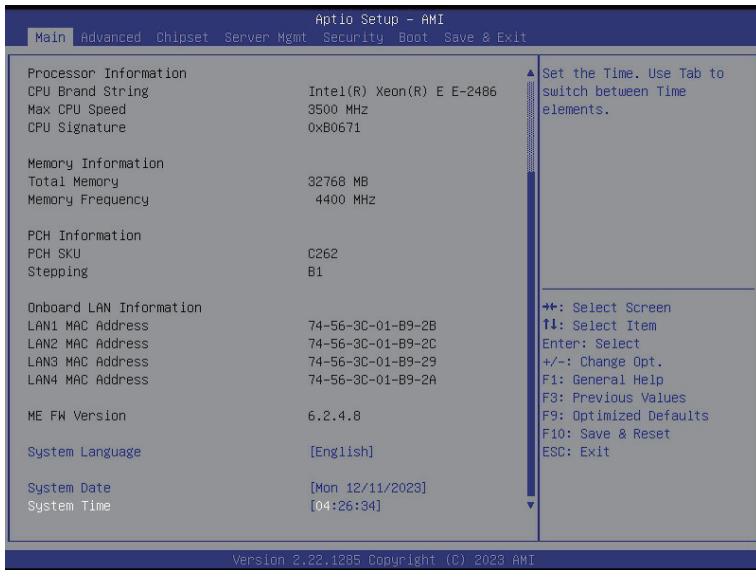 Aptio Setup - AMI
Main Advanced Chipset Server Mgmt Security Boot Save & Exit
Processor Information
CPU Brand String Intel(R) Xeon(R) E E-2486
Max CPU Speed 3500 MHz
CPU Signature 0xB0671
Memory Information
Total Memory 32768 MB
Memory Frequency 4400 MHz
PCH Information
PCH SKU C262
Stepping B1
Onboard LAN Information
LAN1 MAC Address 74-56-3C-01-B9-2B
LAN2 MAC Address 74-56-3C-01-B9-2C
LAN3 MAC Address 74-56-3C-01-B9-29
LAN4 MAC Address 74-56-3C-01-B9-2A
ME FW Version 6.2.4.8
System Language [English]
System Date [Mon 12/11/2023]
System Time [04:26:34]
Set the Time. Use Tab to
switch between Time
elements.
→←: Select Screen
↑↓: Select Item
Enter: Select
+/-: Change Opt.
F1: General Help
F3: Previous Values
F9: Optimized Defaults
F10: Save & Reset
ESC: Exit
Version 2.22.1285 Copyright (C) 2023 AMI